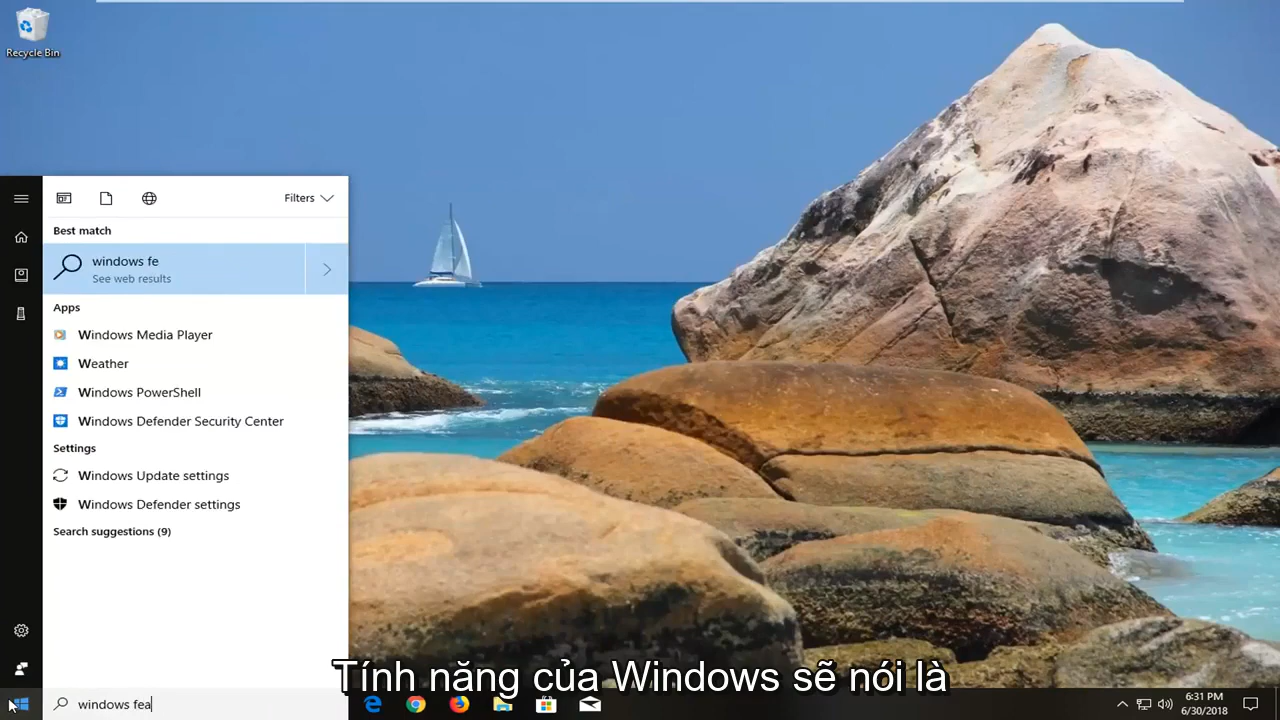 Recycle Bin
Filters
Best match
windows fe
See web results
Apps
Windows Media Player
Weather
Windows PowerShell
Windows Defender Security Center
Settings
Windows Update settings
Windows Defender settings
Search suggestions (9)
Tính năng của Windows sẽ nói là
windows fea
6:31 PM
6/30/2018